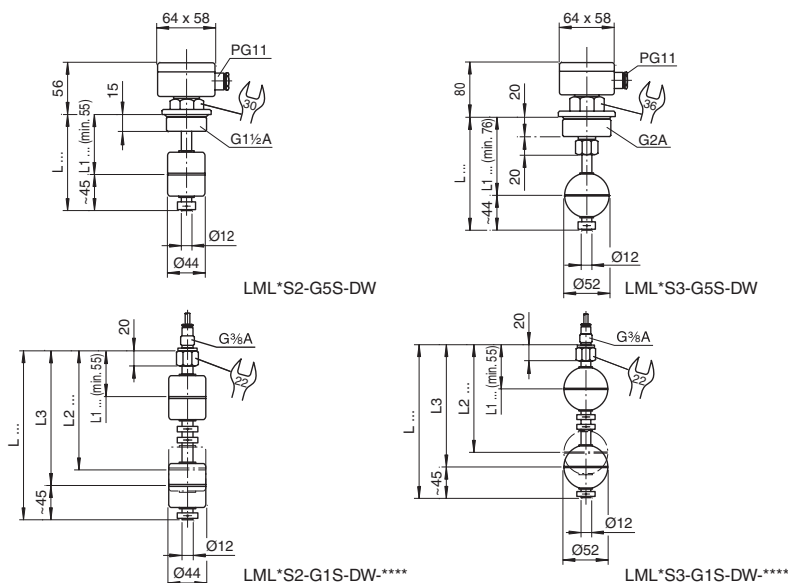 64 x 58
PG11
56
15
30
G1½A
L ...
L1 ... (min. 55)
~45
Ø12
Ø44
LML*S2-G5S-DW
64 x 58
PG11
80
20
36
G2A
L ...
L1 ... (min. 76)
20
~44
Ø12
Ø52
LML*S3-G5S-DW
20
G⅜A
22
L ...
L3
L2 ...
L1 ... (min. 55)
~45
Ø12
Ø44
LML*S2-G1S-DW-****
20
G⅜A
22
L ...
L3
L2 ...
L1 ... (min. 55)
~45
Ø12
Ø52
LML*S3-G1S-DW-****